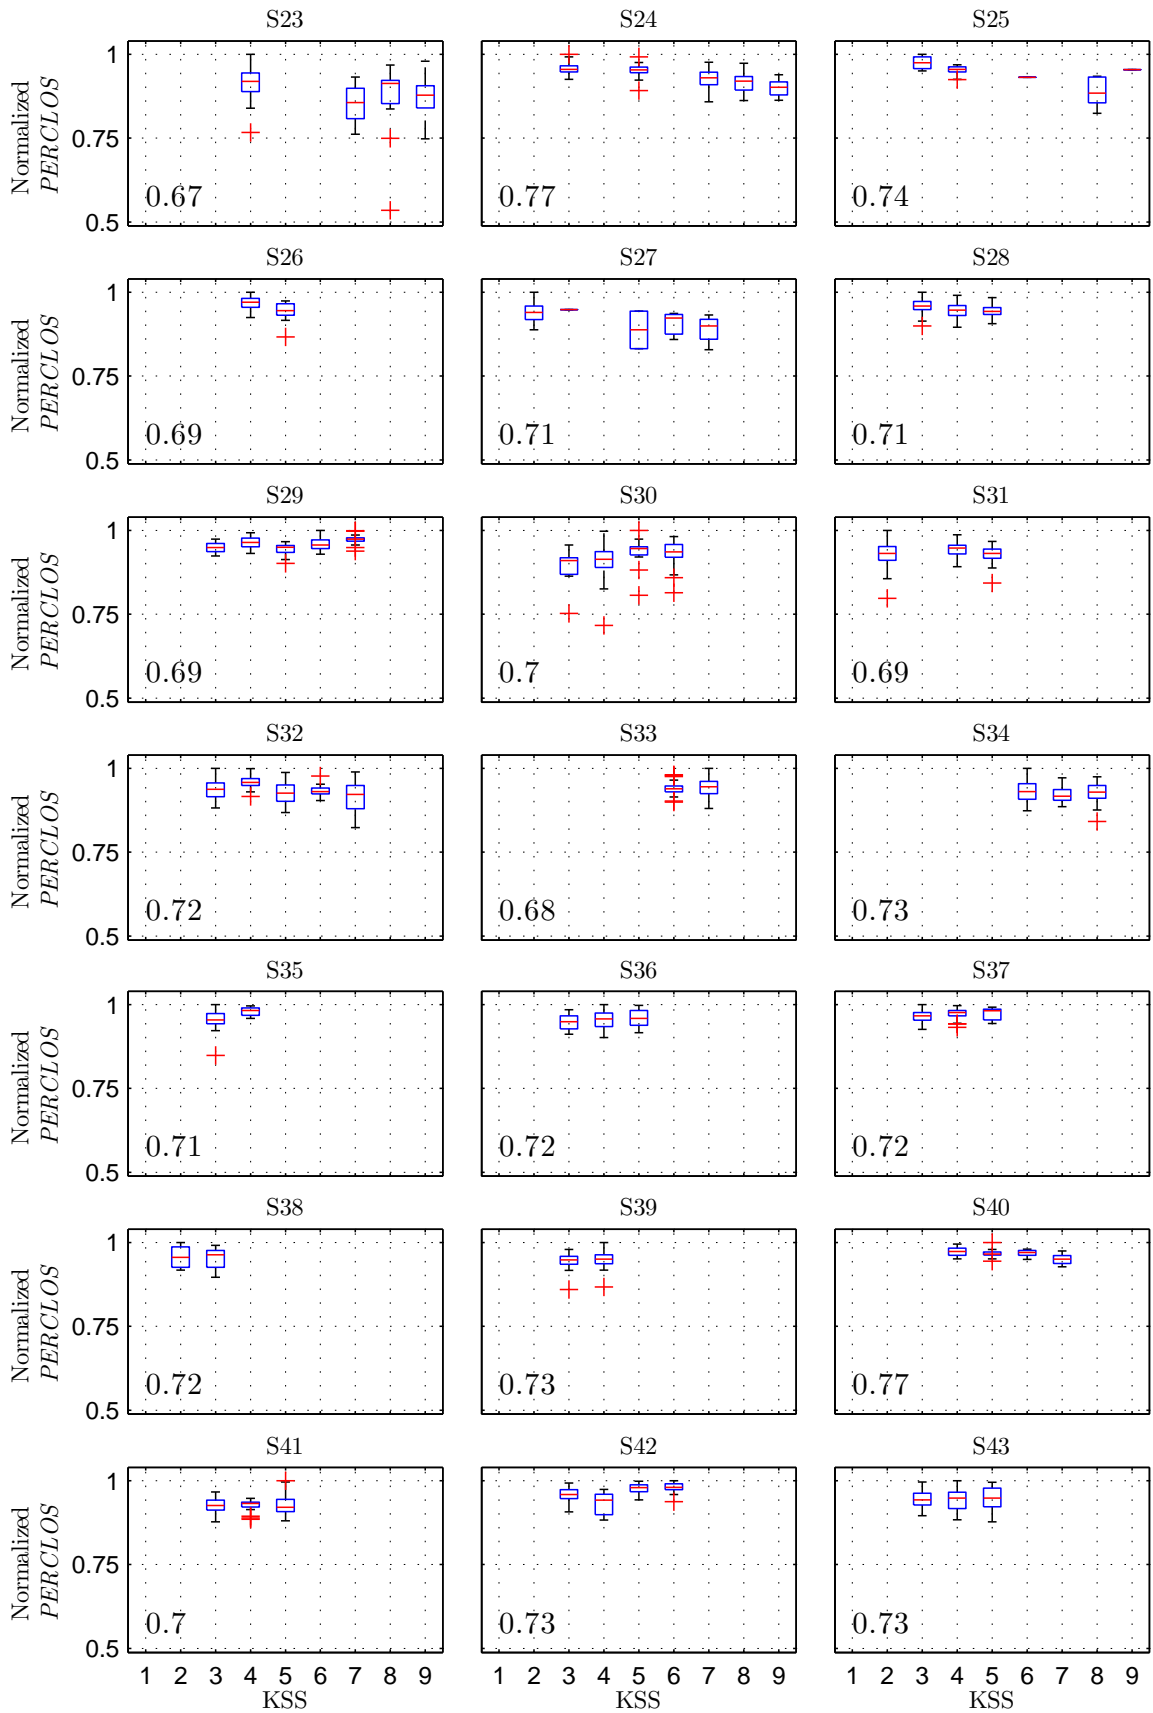 S23 S24 S25
Normalized PERCLOS
1
0.75
0.5
0.67 0.77 0.74
S26 S27 S28
Normalized PERCLOS
1
0.75
0.5
0.69 0.71 0.71
S29 S30 S31
Normalized PERCLOS
1
0.75
0.5
0.69 0.7 0.69
S32 S33 S34
Normalized PERCLOS
1
0.75
0.5
0.72 0.68 0.73
S35 S36 S37
Normalized PERCLOS
1
0.75
0.5
0.71 0.72 0.72
S38 S39 S40
Normalized PERCLOS
1
0.75
0.5
0.72 0.73 0.77
S41 S42 S43
Normalized PERCLOS
1
0.75
0.5
0.7 0.73 0.73
1 2 3 4 5 6 7 8 9 1 2 3 4 5 6 7 8 9 1 2 3 4 5 6 7 8 9
KSS KSS KSS